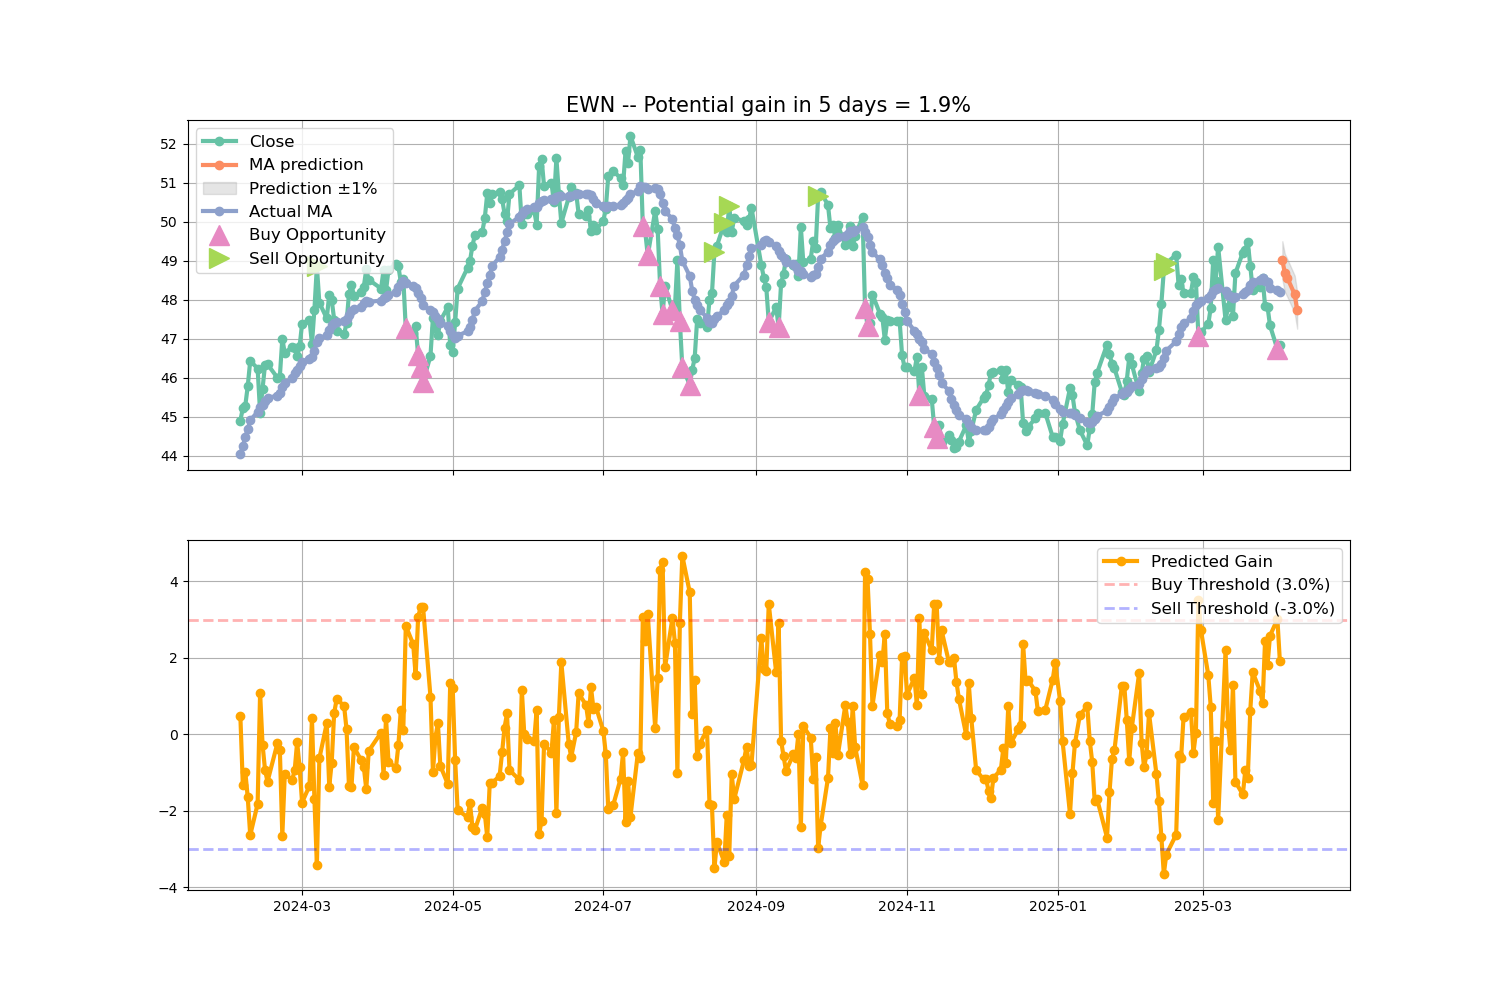 EWN -- Potential gain in 5 days = 1.9%
52
51
50
49
48
47
46
45
44
Close
MA prediction
Prediction ±1%
Actual MA
Buy Opportunity
Sell Opportunity
4
2
0
−2
−4
Predicted Gain
Buy Threshold (3.0%)
Sell Threshold (-3.0%)
2024-03
2024-05
2024-07
2024-09
2024-11
2025-01
2025-03